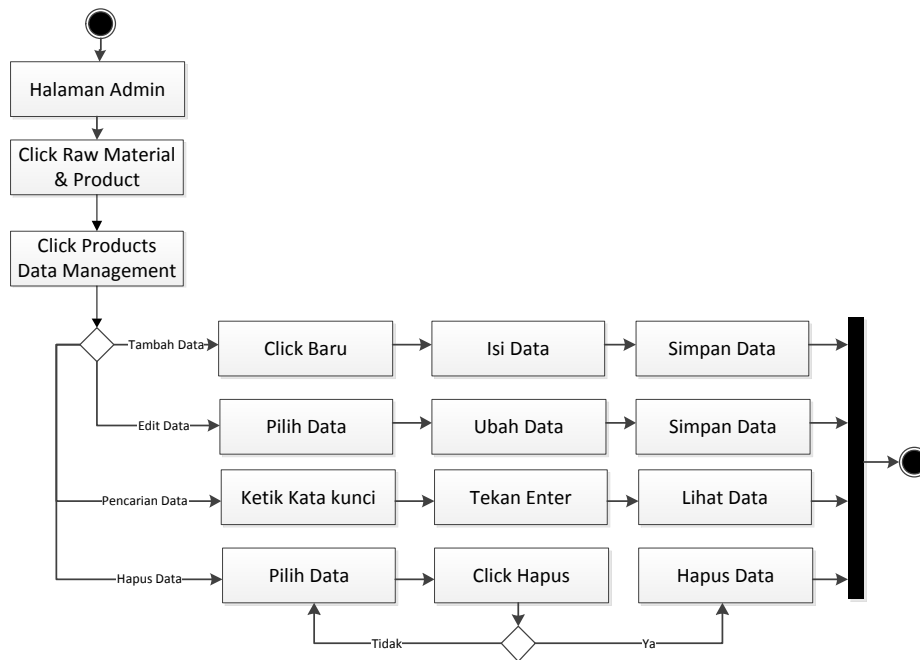 Halaman Admin
Click Raw Material
& Product
Click Products
Data Management
Tambah Data
Click Baru
Isi Data
Simpan Data
Edit Data
Pilih Data
Ubah Data
Simpan Data
Pencarian Data
Ketik Kata kunci
Tekan Enter
Lihat Data
Hapus Data
Pilih Data
Click Hapus
Hapus Data
Tidak
Ya